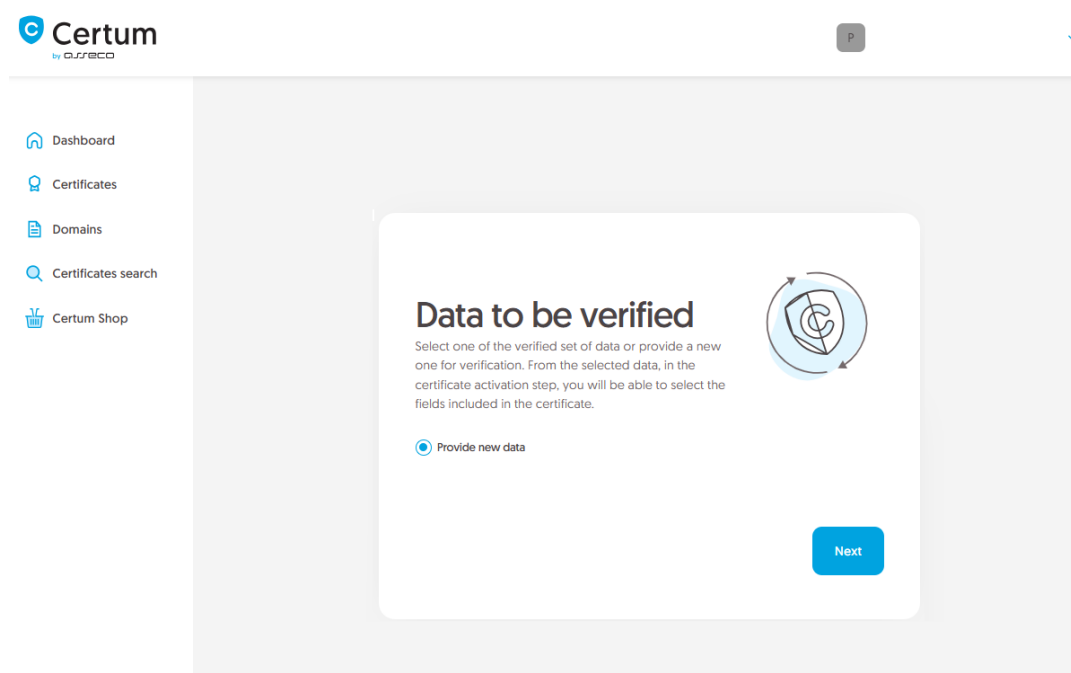 Certum
by asseco
P
Dashboard
Certificates
Domains
Certificates search
Certum Shop
Data to be verified
Select one of the verified set of data or provide a new
one for verification. From the selected data, in the
certificate activation step, you will be able to select the
fields included in the certificate.
Provide new data
Next